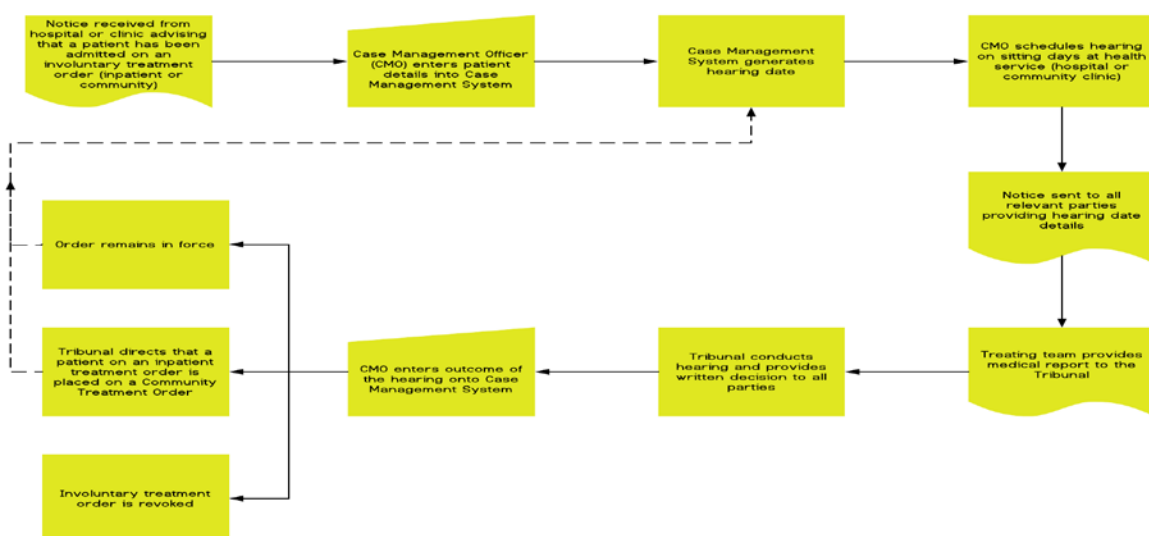 Notice received from
hospital or clinic advising
that a patient has been
admitted on an
involuntary treatment
order (inpatient or
community)
Case Management Officer
(CMO) enters patient
details into Case
Management System
Case Management
System generates
hearing date
CMO schedules hearing
on sitting days at health
service (hospital or
community clinic)
Notice sent to all
relevant parties
providing hearing date
details
Order remains in force
Tribunal directs that a
patient on an inpatient
treatment order is
placed on a Community
Treatment Order
CMO enters outcome of
the hearing onto Case
Management System
Tribunal conducts
hearing and provides
written decision to all
parties
Treating team provides
medical report to the
Tribunal
Involuntary treatment
order is revoked